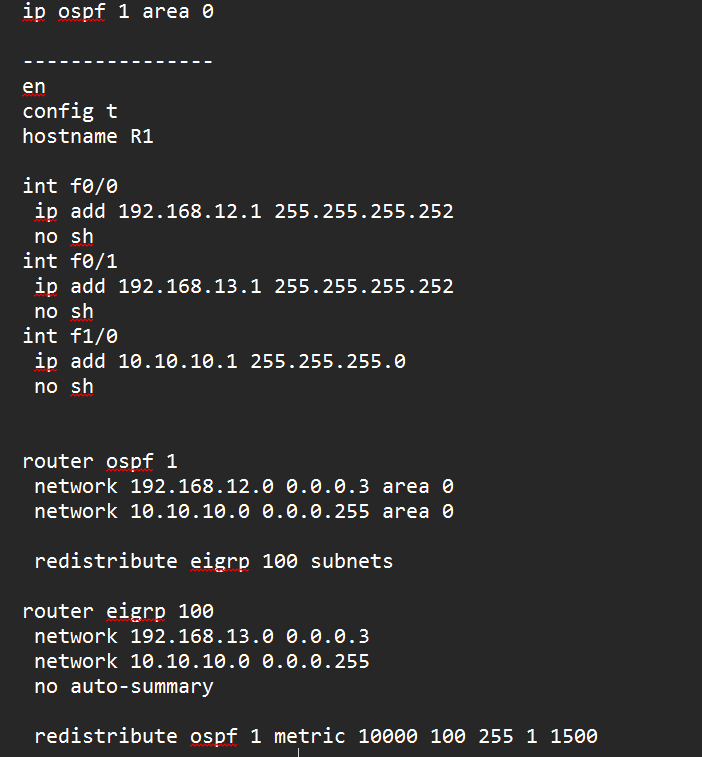 ip ospf 1 area 0
----------------
en
config t
hostname R1
int f0/0
ip add 192.168.12.1 255.255.255.252
no sh
int f0/1
ip add 192.168.13.1 255.255.255.252
no sh
int f1/0
ip add 10.10.10.1 255.255.255.0
no sh
router ospf 1
network 192.168.12.0 0.0.0.3 area 0
network 10.10.10.0 0.0.0.255 area 0
redistribute eigrp 100 subnets
router eigrp 100
network 192.168.13.0 0.0.0.3
network 10.10.10.0 0.0.0.255
no auto-summary
redistribute ospf 1 metric 10000 100 255 1 1500